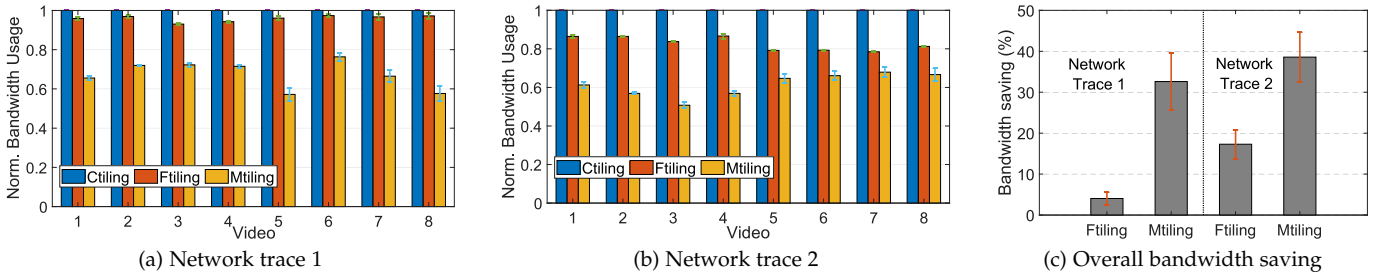 Norm. Bandwidth Usage
1
0.8
0.6
0.4
0.2
0
Ctiling Ftiling Mtiling
1 2 3 4 5 6 7 8
Video
(a) Network trace 1
Norm. Bandwidth Usage
1
0.8
0.6
0.4
0.2
0
Ctiling Ftiling Mtiling
1 2 3 4 5 6 7 8
Video
(b) Network trace 2
Bandwidth saving (%)
50
40
30
20
10
0
Network
Trace 1
Network
Trace 2
Ftiling Mtiling Ftiling Mtiling
(c) Overall bandwidth saving